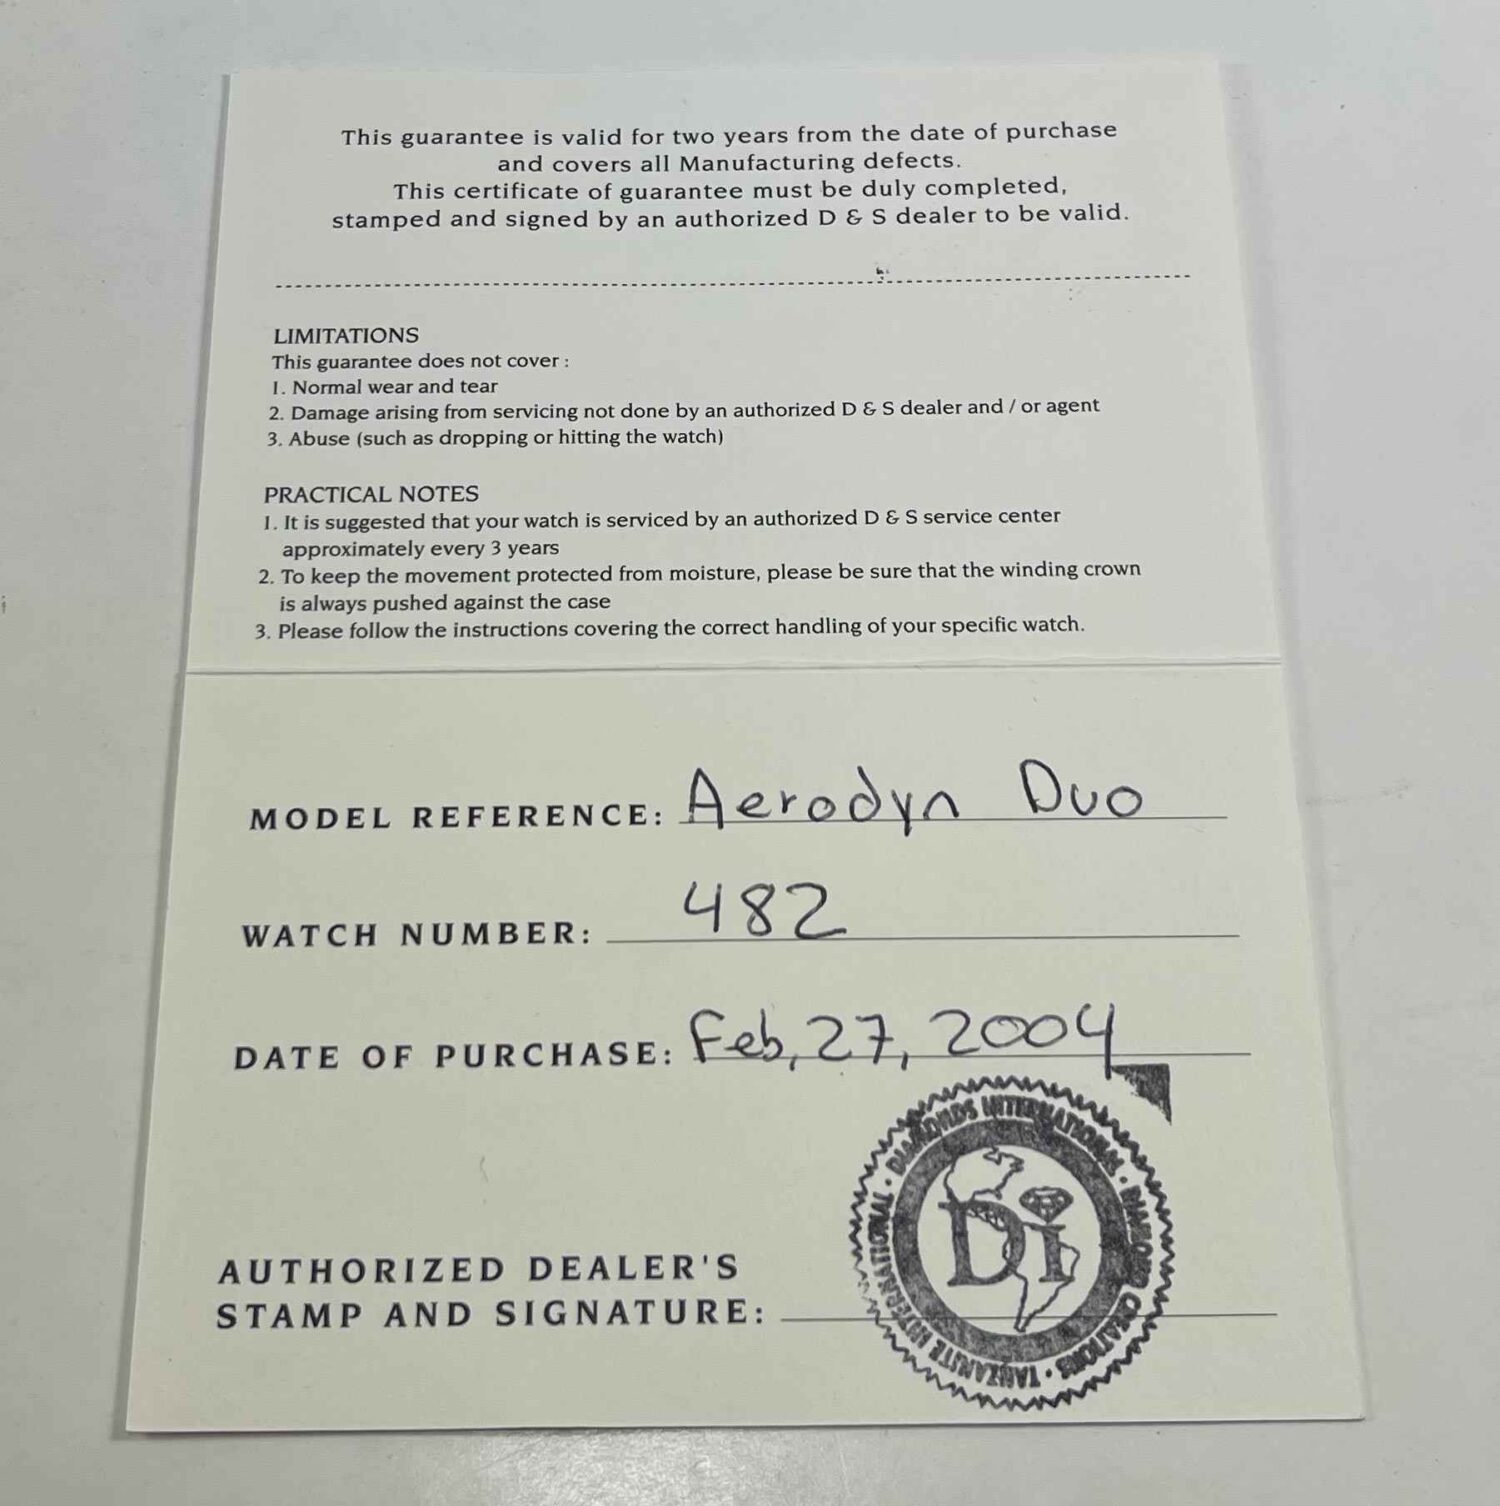 This guarantee is valid for two years from the date of purchase
and covers all Manufacturing defects.
This certificate of guarantee must be duly completed,
stamped and signed by an authorized D & S dealer to be valid.
LIMITATIONS
This guarantee does not cover :
1. Normal wear and tear
2. Damage arising from servicing not done by an authorized D & S dealer and / or agent
3. Abuse (such as dropping or hitting the watch)
PRACTICAL NOTES
1. It is suggested that your watch is serviced by an authorized D & S service center
approximately every 3 years
2. To keep the movement protected from moisture, please be sure that the winding crown
is always pushed against the case
3. Please follow the instructions covering the correct handling of your specific watch.
MODEL REFERENCE: Aerodyn Duo
WATCH NUMBER: 482
DATE OF PURCHASE: Feb, 27, 2004
AUTHORIZED DEALER'S
STAMP AND SIGNATURE:
DIAMONDS INTERNATIONAL · DIAMOND CREATIONS · TANZANITE INTERNATIONAL ·
Di